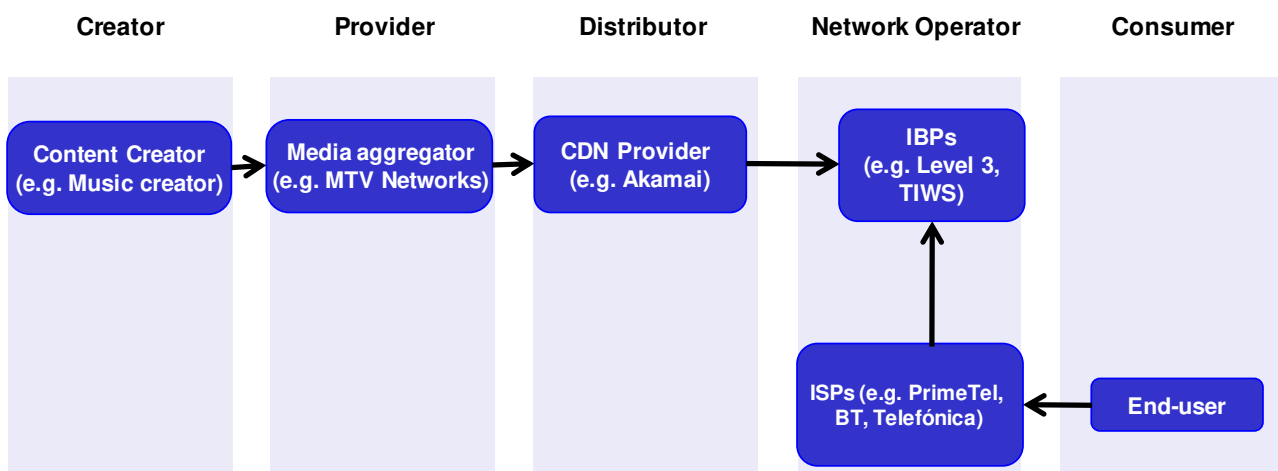 Creator
Provider
Distributor
Network Operator
Consumer
Content Creator
(e.g. Music creator)
Media aggregator
(e.g. MTV Networks)
CDN Provider
(e.g. Akamai)
IBPs
(e.g. Level 3,
TIWS)
ISPs (e.g. PrimeTel,
BT, Telefónica)
End-user